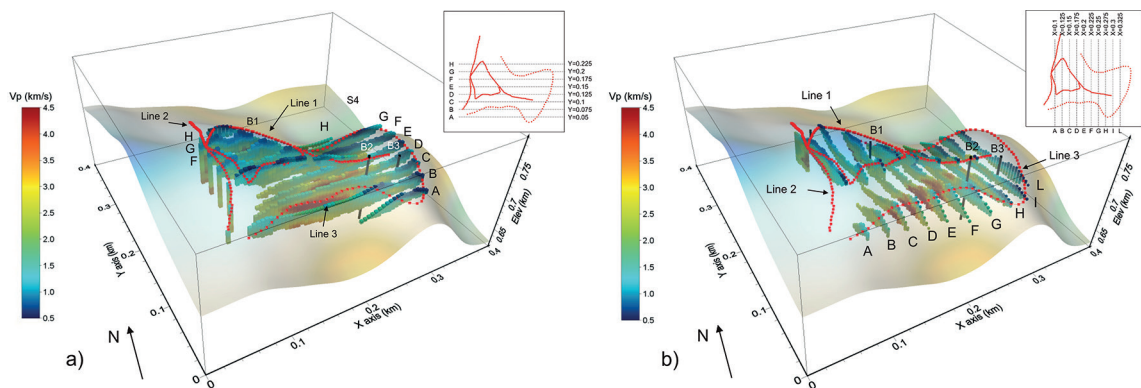 Vp (km/s)
4.5
4.0
3.5
3.0
2.5
2.0
1.5
1.0
0.5
Line 2
H
G
F
B1
Line 1
S4
H
G
F
E
D
C
B
A
B2
B3
Line 3
H
G
F
E
D
C
B
A
Y=0.225
Y=0.2
Y=0.175
Y=0.15
Y=0.125
Y=0.1
Y=0.075
Y=0.05
0.75
0.7
0.65
Elev (km)
0.4
0.3
0.2
0.1
0
Y axis (km)
0
0.1
0.2
0.3
0.4
X axis (km)
N
a)
Vp (km/s)
4.5
4.0
3.5
3.0
2.5
2.0
1.5
1.0
0.5
Line 1
B1
B2
B3
Line 3
Line 2
L
I
H
G
F
E
D
C
B
A
X=0.1
X=0.125
X=0.15
X=0.175
X=0.2
X=0.225
X=0.25
X=0.275
X=0.3
X=0.325
A B C D E F G H I L
0.75
0.7
0.65
Elev (km)
0.4
0.3
0.2
0.1
0
Y axis (km)
0
0.1
0.2
0.3
0.4
X axis (km)
N
b)